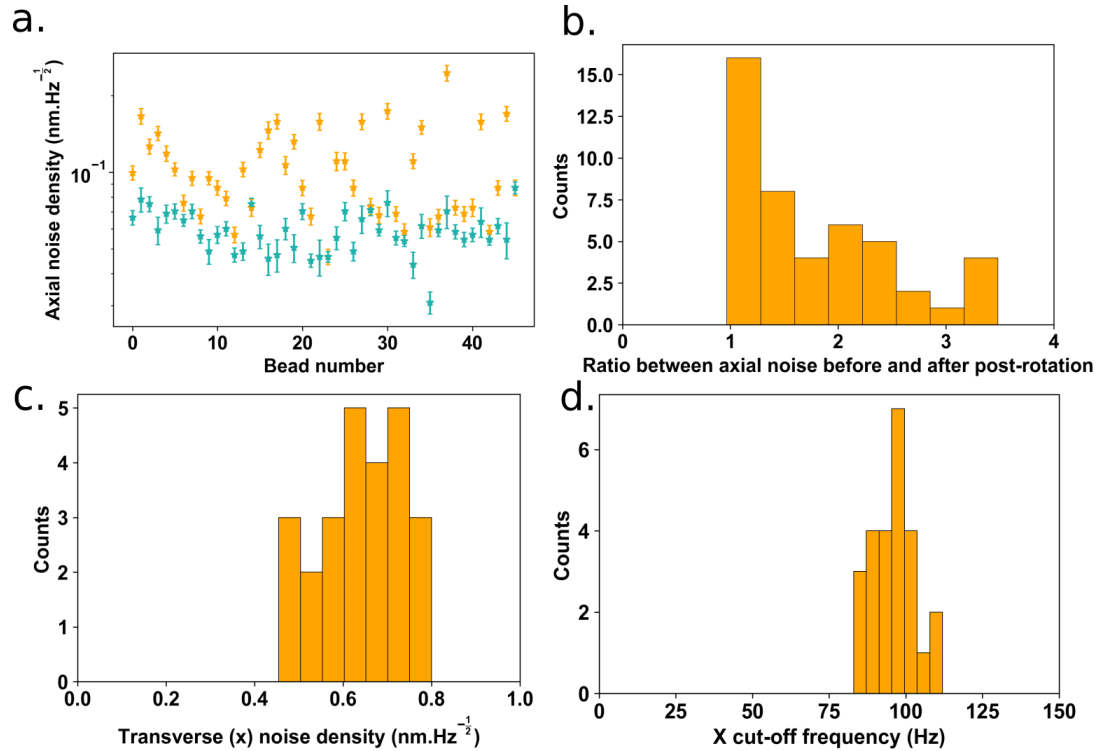 a.
Axial noise density (nm.Hz^{-\frac{1}{2}})
10^{-1}
0 10 20 30 40
Bead number
b.
Counts
15.0
12.5
10.0
7.5
5.0
2.5
0.0
0 1 2 3 4
Ratio between axial noise before and after post-rotation
c.
Counts
5
4
3
2
1
0
0.0 0.2 0.4 0.6 0.8 1.0
Transverse (x) noise density (nm.Hz^{-\frac{1}{2}})
d.
Counts
6
4
2
0
0 25 50 75 100 125 150
X cut-off frequency (Hz)